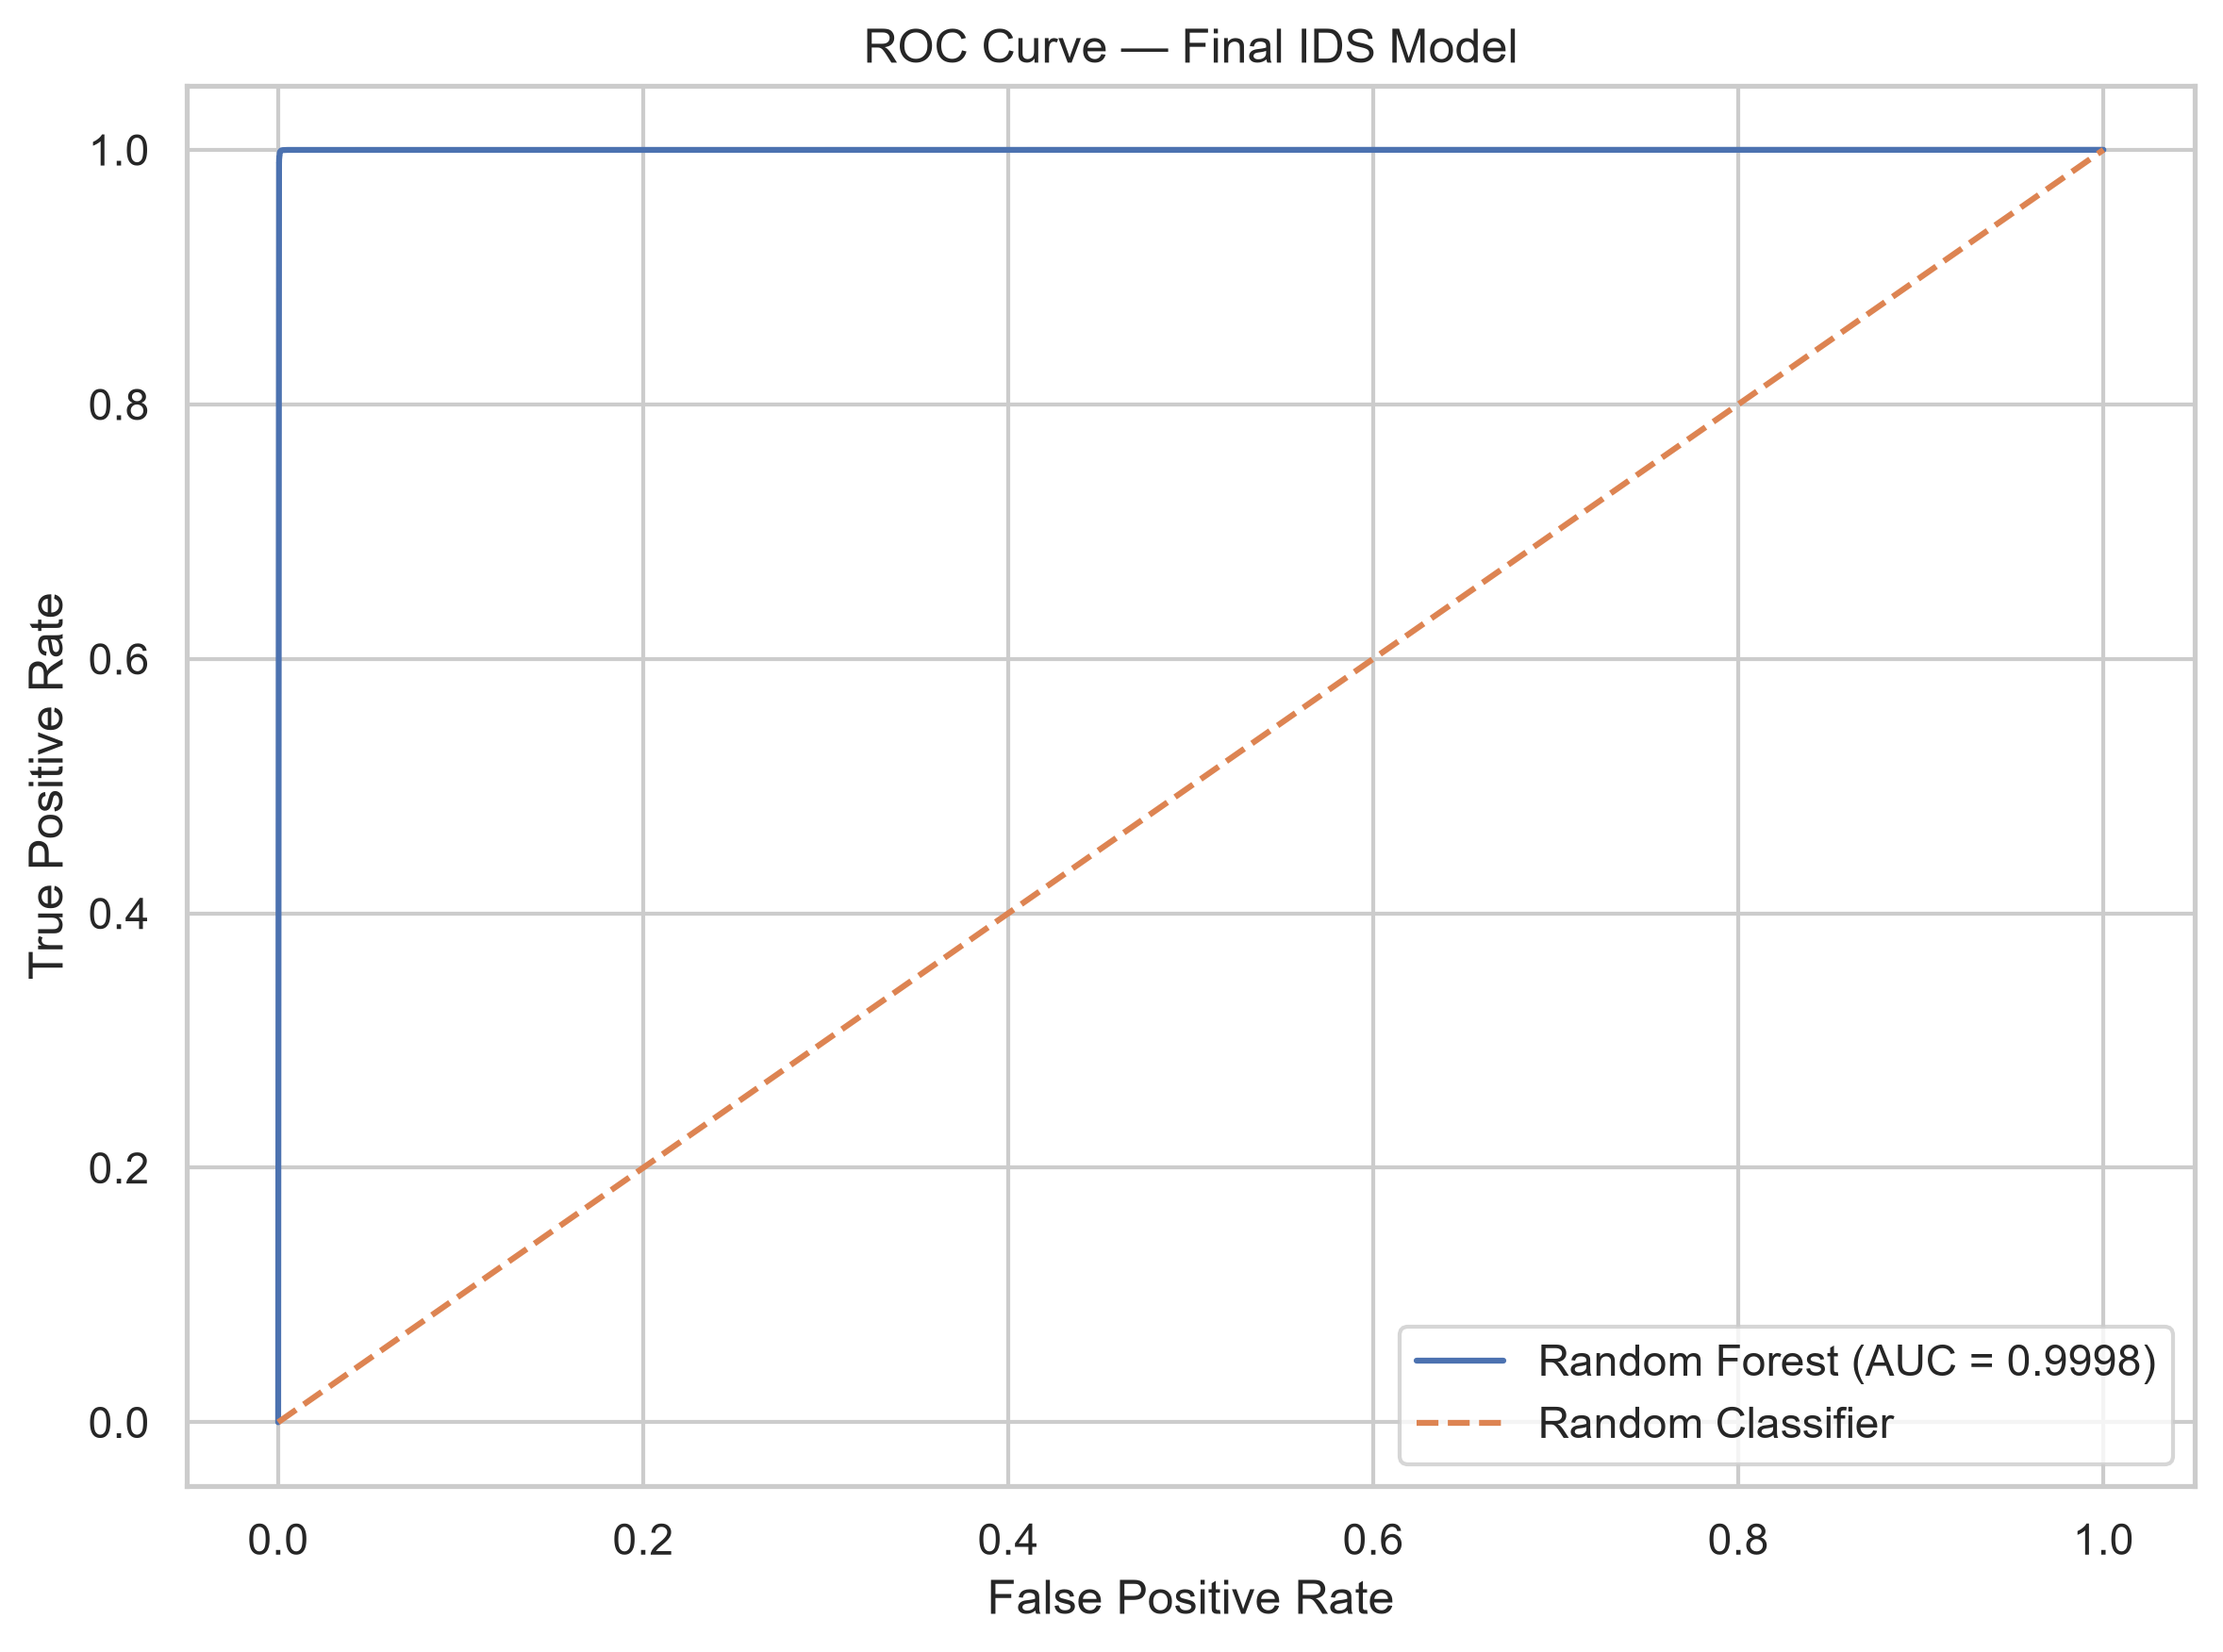 ROC Curve — Final IDS Model
True Positive Rate
1.0
0.8
0.6
0.4
0.2
0.0
0.0 0.2 0.4 0.6 0.8 1.0
False Positive Rate
Random Forest (AUC = 0.9998)
Random Classifier